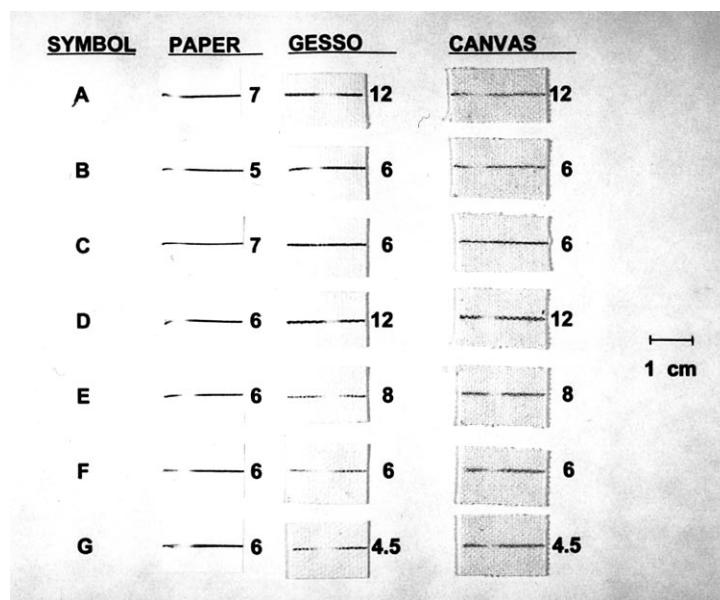 SYMBOL PAPER GESSO CANVAS
A 7 12 12
B 5 6 6
C 7 6 6
D 6 12 12
1 cm
E 6 8 8
F 6 6 6
G 6 4.5 4.5